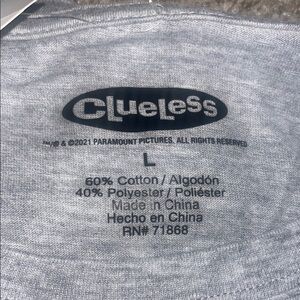 CLUELESS
™/® & ©2021 PARAMOUNT PICTURES. ALL RIGHTS RESERVED
L
60% Cotton / Algodón
40% Polyester / Poliéster
Made in China
Hecho en China
RN# 71868